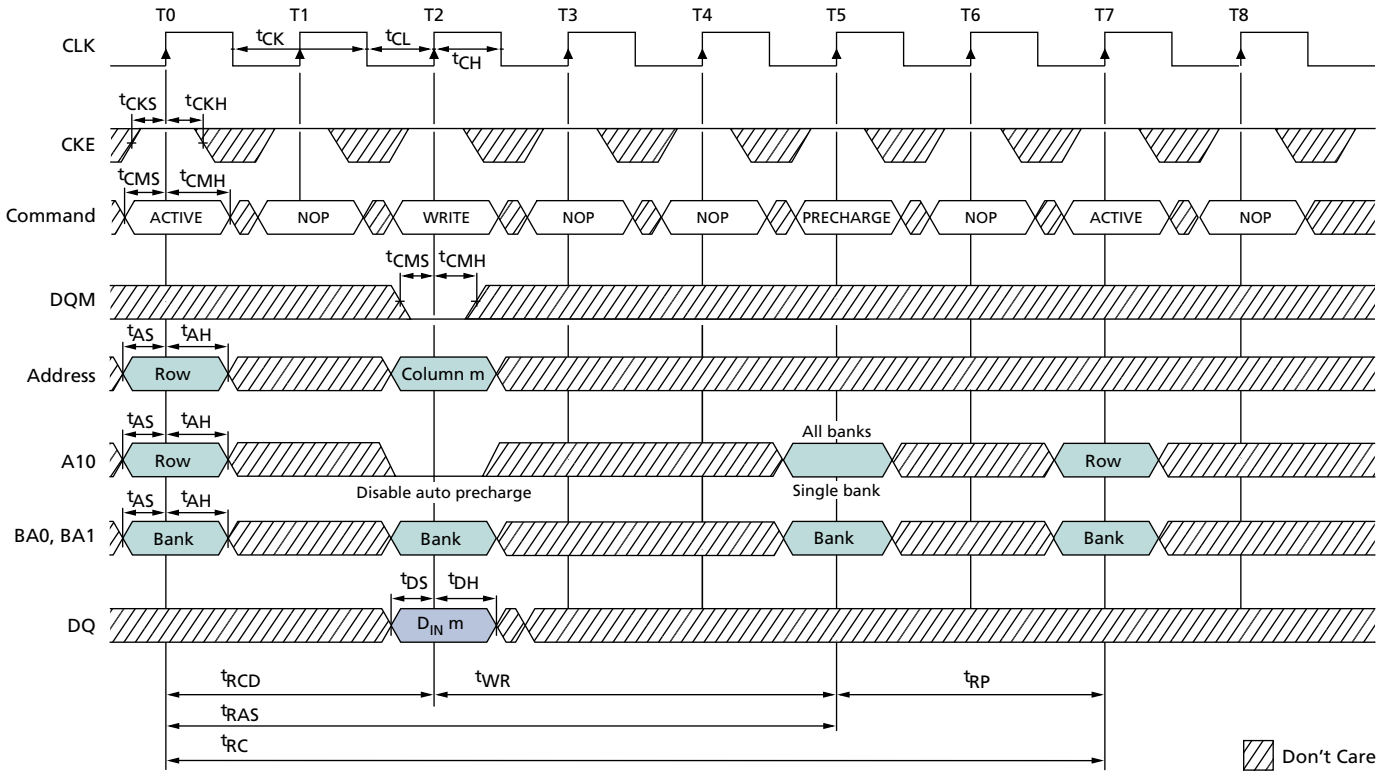 T0 T1 T2 T3 T4 T5 T6 T7 T8
CLK
tCK tCL
tCH
tCKS tCKH
CKE
tCMS tCMH
Command ACTIVE NOP WRITE NOP NOP PRECHARGE NOP ACTIVE NOP
tCMS tCMH
DQM
tAS tAH
Address Row Column m
tAS tAH
All banks
A10 Row Row
Disable auto precharge Single bank
tAS tAH
BA0, BA1 Bank Bank Bank Bank
tDS tDH
DQ DIN m
tRCD tWR tRP
tRAS
tRC
Don't Care